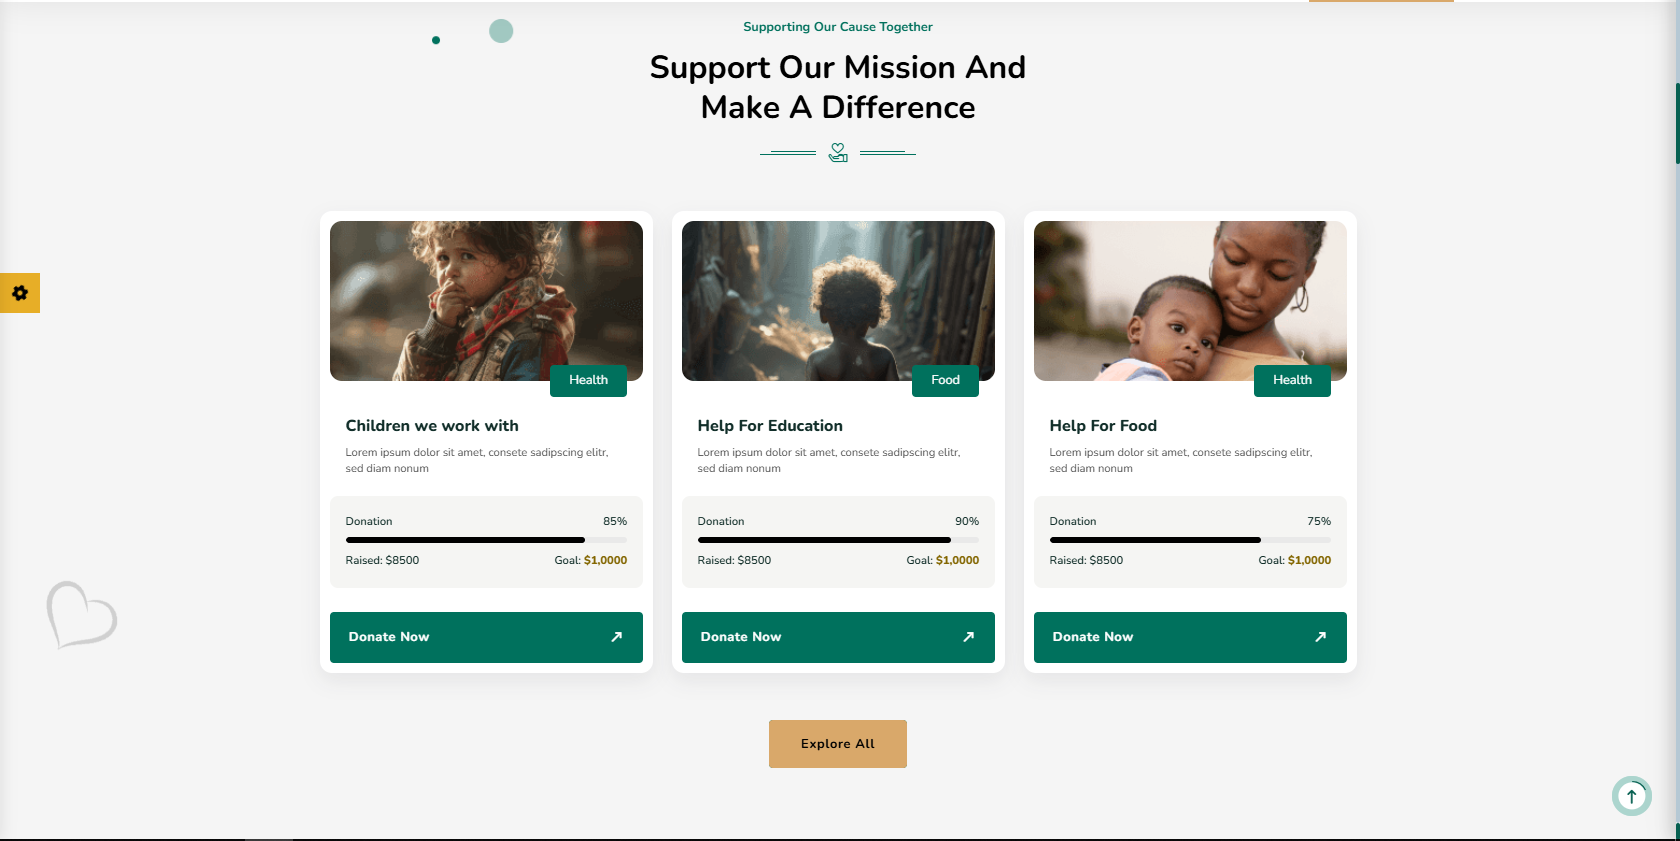 Supporting Our Cause Together
Support Our Mission And
Make A Difference
Health
Children we work with
Lorem ipsum dolor sit amet, consete sadipscing elitr,
sed diam nonum
Donation 85%
Raised: $8500 Goal: $1,0000
Donate Now
Food
Help For Education
Lorem ipsum dolor sit amet, consete sadipscing elitr,
sed diam nonum
Donation 90%
Raised: $8500 Goal: $1,0000
Donate Now
Health
Help For Food
Lorem ipsum dolor sit amet, consete sadipscing elitr,
sed diam nonum
Donation 75%
Raised: $8500 Goal: $1,0000
Donate Now
Explore All